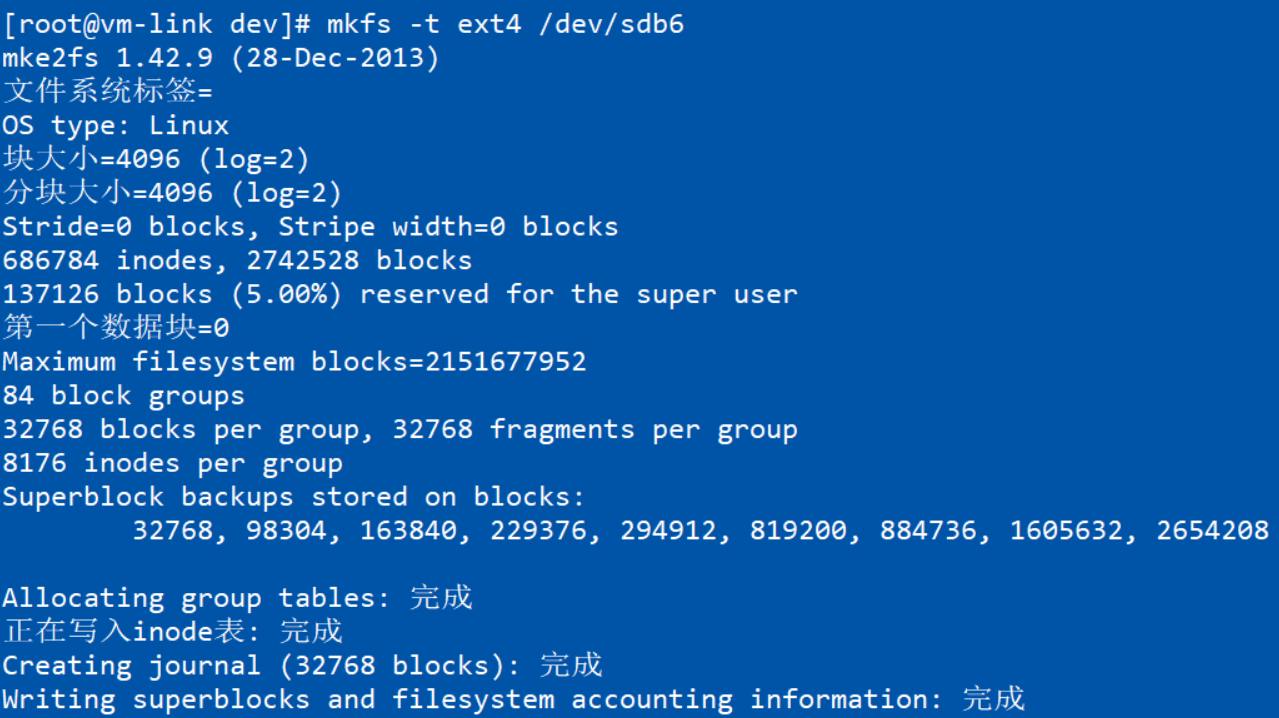 [root@vm-link dev]# mkfs -t ext4 /dev/sdb6
mke2fs 1.42.9 (28-Dec-2013)
文件系统标签=
OS type: Linux
块大小=4096 (log=2)
分块大小=4096 (log=2)
Stride=0 blocks, Stripe width=0 blocks
686784 inodes, 2742528 blocks
137126 blocks (5.00%) reserved for the super user
第一个数据块=0
Maximum filesystem blocks=2151677952
84 block groups
32768 blocks per group, 32768 fragments per group
8176 inodes per group
Superblock backups stored on blocks:
32768, 98304, 163840, 229376, 294912, 819200, 884736, 1605632, 2654208
Allocating group tables: 完成
正在写入inode表: 完成
Creating journal (32768 blocks): 完成
Writing superblocks and filesystem accounting information: 完成